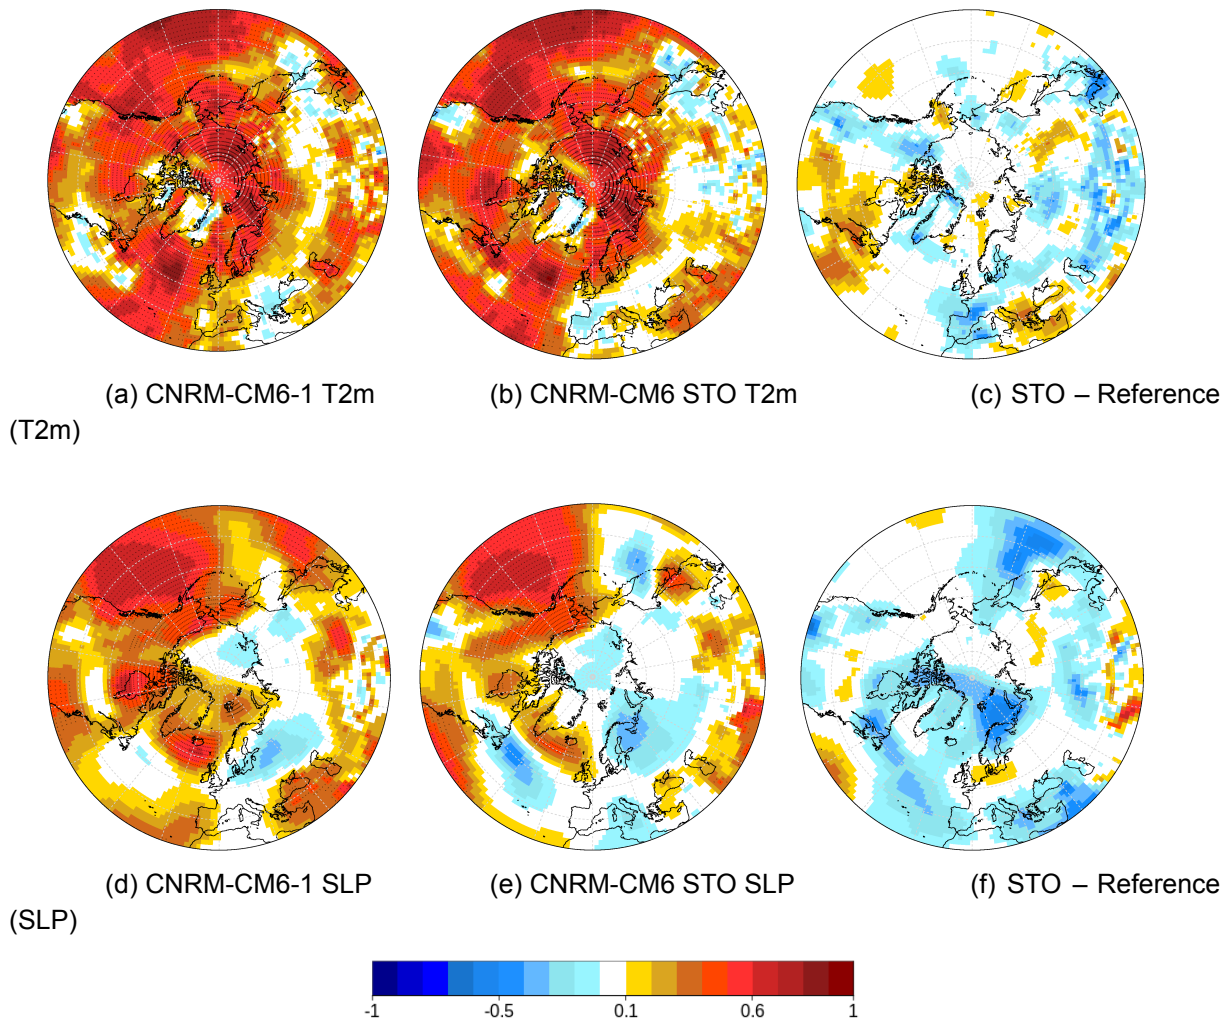 (a) CNRM-CM6-1 T2m (b) CNRM-CM6 STO T2m (c) STO – Reference
(T2m)
(d) CNRM-CM6-1 SLP (e) CNRM-CM6 STO SLP (f) STO – Reference
(SLP)
-1 -0.5 0.1 0.6 1